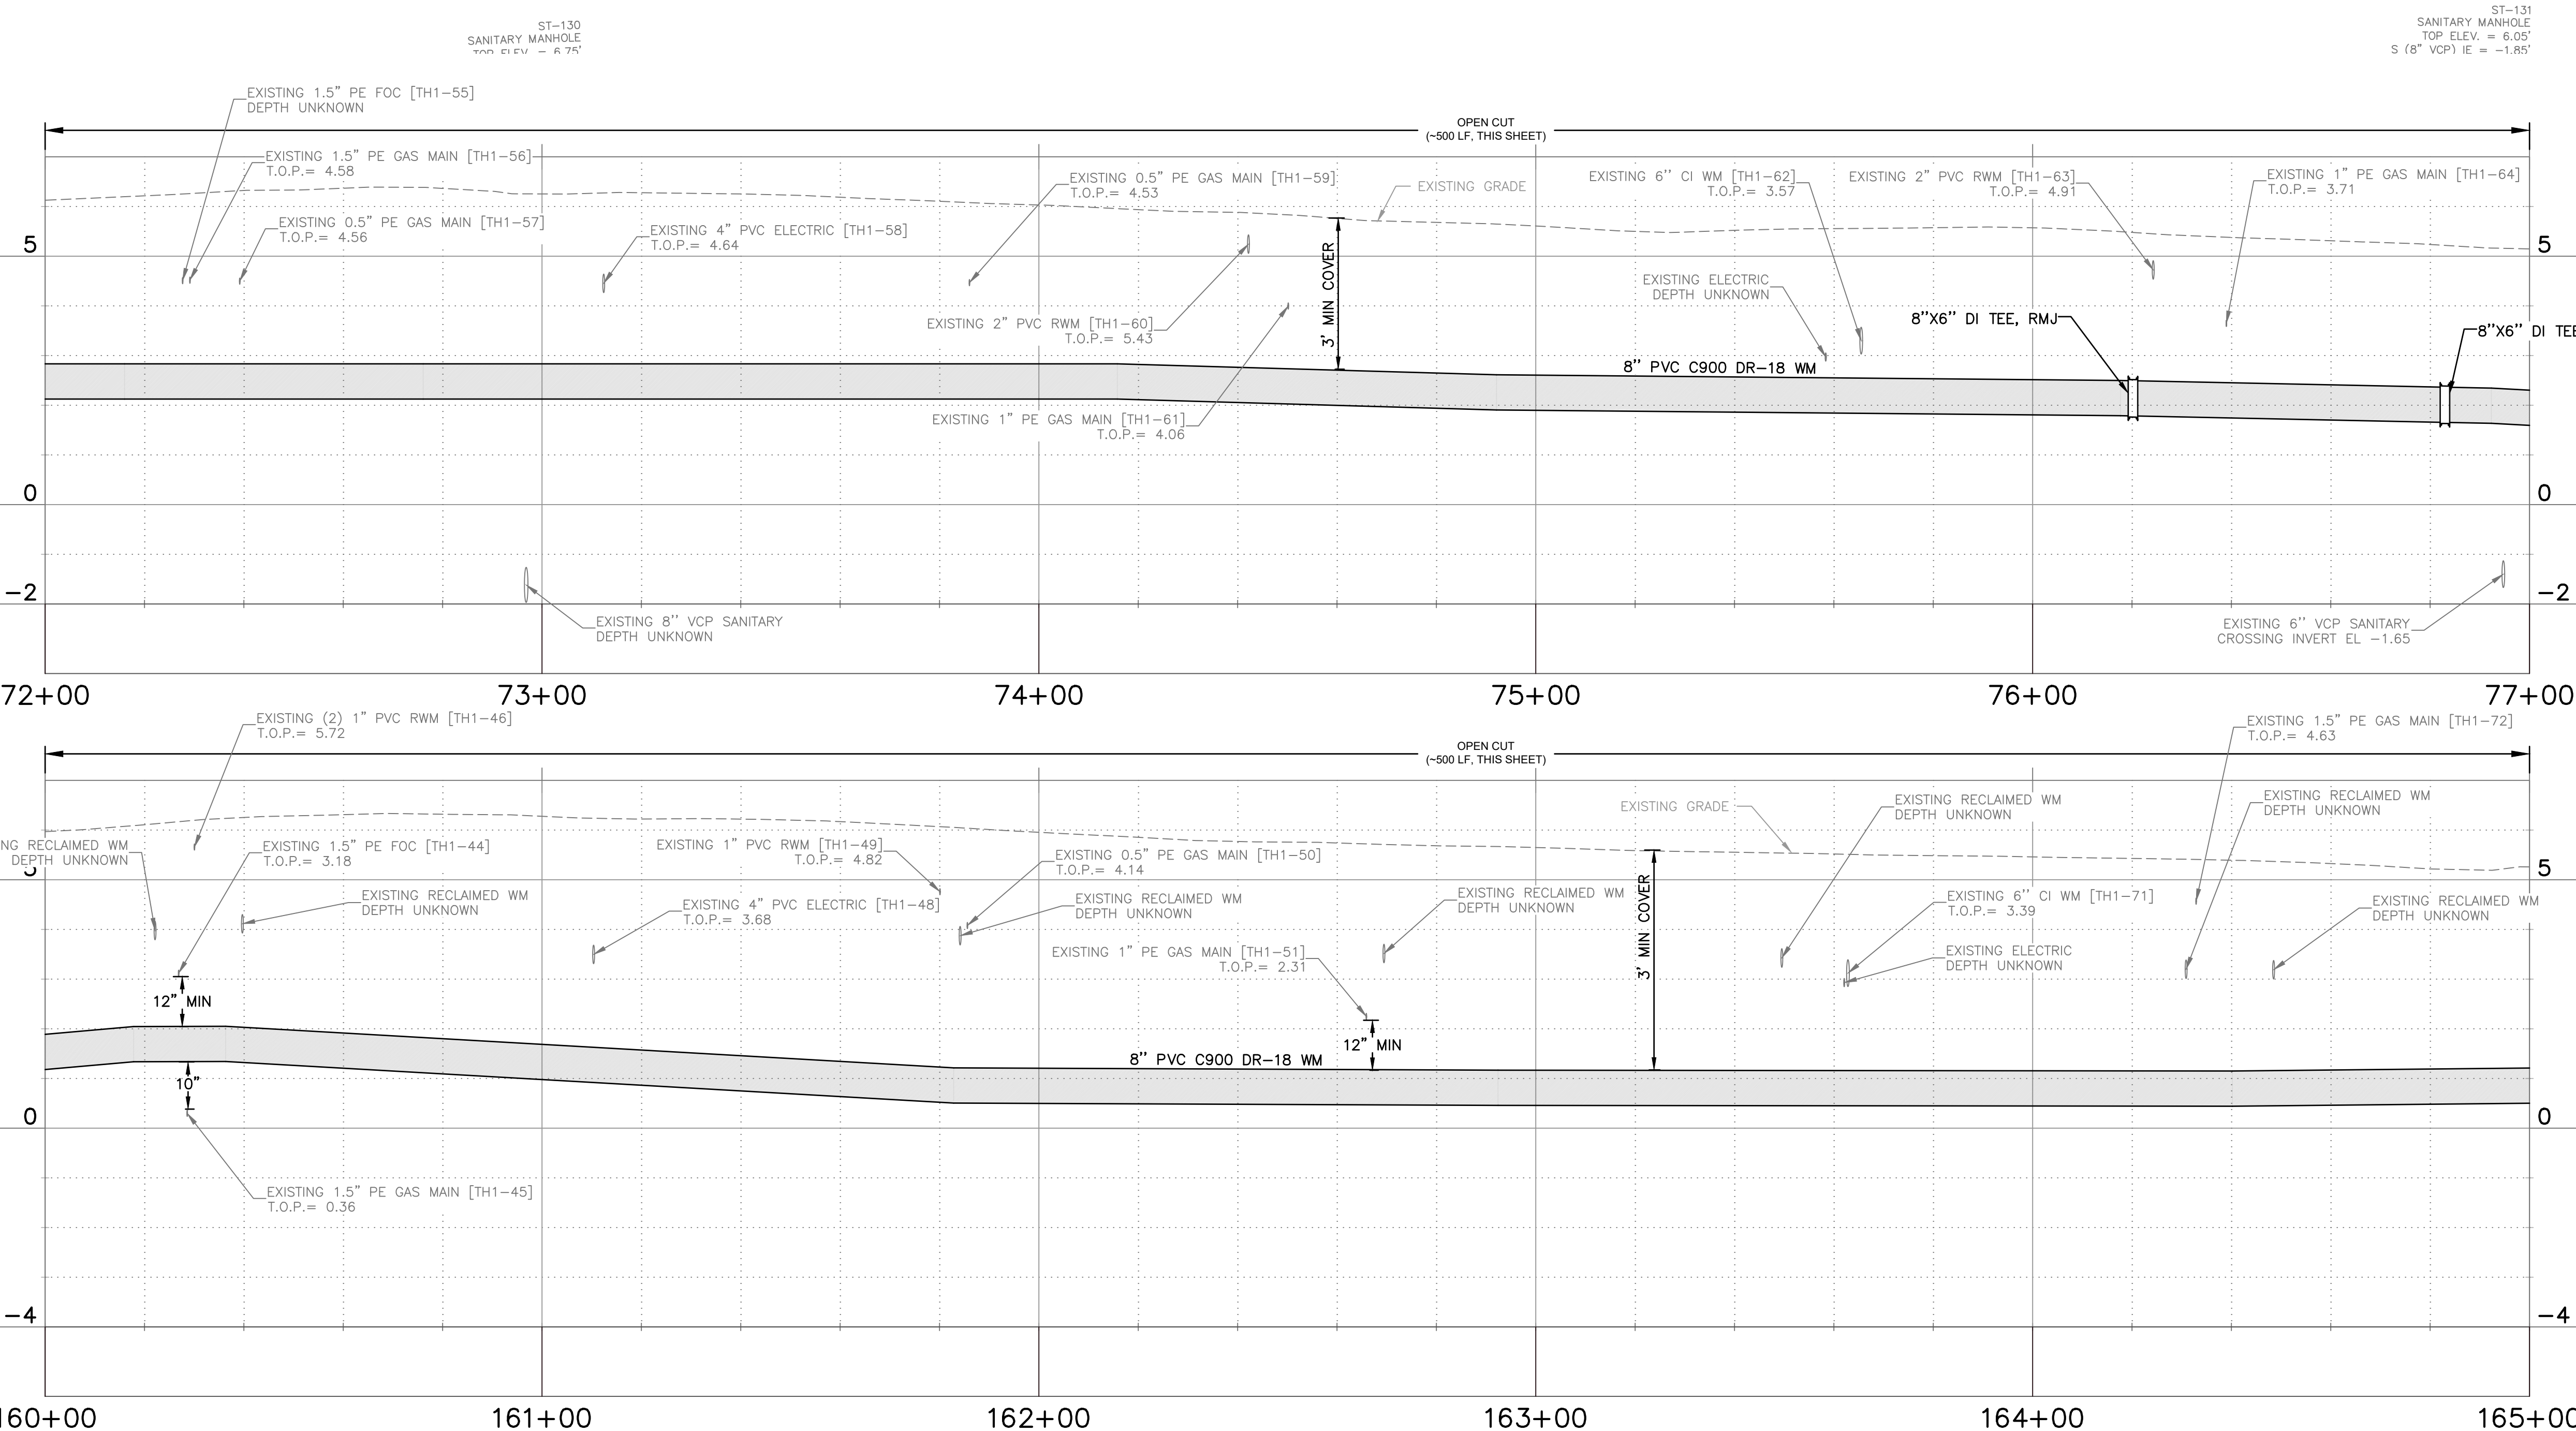 ST-130
SANITARY MANHOLE
TOP ELEV. = 6.75'
ST-131
SANITARY MANHOLE
TOP ELEV. = 6.05'
S (8" VCP) IE = -1.85'
EXISTING 1.5" PE FOC [TH1-55]
DEPTH UNKNOWN
OPEN CUT
(~500 LF, THIS SHEET)
EXISTING 1.5" PE GAS MAIN [TH1-56]
T.O.P.= 4.58
EXISTING 0.5" PE GAS MAIN [TH1-57]
T.O.P.= 4.56
EXISTING 4" PVC ELECTRIC [TH1-58]
T.O.P.= 4.64
EXISTING 0.5" PE GAS MAIN [TH1-59]
T.O.P.= 4.53
EXISTING GRADE
EXISTING 6'' CI WM [TH1-62]
T.O.P.= 3.57
EXISTING 2" PVC RWM [TH1-63]
T.O.P.= 4.91
EXISTING 1" PE GAS MAIN [TH1-64]
T.O.P.= 3.71
5
5
3' MIN COVER
EXISTING ELECTRIC
DEPTH UNKNOWN
EXISTING 2" PVC RWM [TH1-60]
T.O.P.= 5.43
8''X6'' DI TEE, RMJ
8''X6'' DI TEE
8'' PVC C900 DR-18 WM
EXISTING 1" PE GAS MAIN [TH1-61]
T.O.P.= 4.06
0
0
-2
-2
EXISTING 8'' VCP SANITARY
DEPTH UNKNOWN
EXISTING 6'' VCP SANITARY
CROSSING INVERT EL -1.65
72+00
73+00
74+00
75+00
76+00
77+00
EXISTING (2) 1" PVC RWM [TH1-46]
T.O.P.= 5.72
OPEN CUT
(~500 LF, THIS SHEET)
EXISTING 1.5" PE GAS MAIN [TH1-72]
T.O.P.= 4.63
EXISTING GRADE
EXISTING RECLAIMED WM
DEPTH UNKNOWN
EXISTING RECLAIMED WM
DEPTH UNKNOWN
NG RECLAIMED WM
DEPTH UNKNOWN
5
5
EXISTING 1.5" PE FOC [TH1-44]
T.O.P.= 3.18
EXISTING RECLAIMED WM
DEPTH UNKNOWN
EXISTING 1" PVC RWM [TH1-49]
T.O.P.= 4.82
EXISTING 4" PVC ELECTRIC [TH1-48]
T.O.P.= 3.68
EXISTING 0.5" PE GAS MAIN [TH1-50]
T.O.P.= 4.14
EXISTING RECLAIMED WM
DEPTH UNKNOWN
EXISTING RECLAIMED WM
DEPTH UNKNOWN
EXISTING 1" PE GAS MAIN [TH1-51]
T.O.P.= 2.31
3' MIN COVER
EXISTING 6'' CI WM [TH1-71]
T.O.P.= 3.39
EXISTING ELECTRIC
DEPTH UNKNOWN
EXISTING RECLAIMED WM
DEPTH UNKNOWN
12" MIN
12" MIN
8'' PVC C900 DR-18 WM
10"
0
0
EXISTING 1.5" PE GAS MAIN [TH1-45]
T.O.P.= 0.36
-4
-4
160+00
161+00
162+00
163+00
164+00
165+00